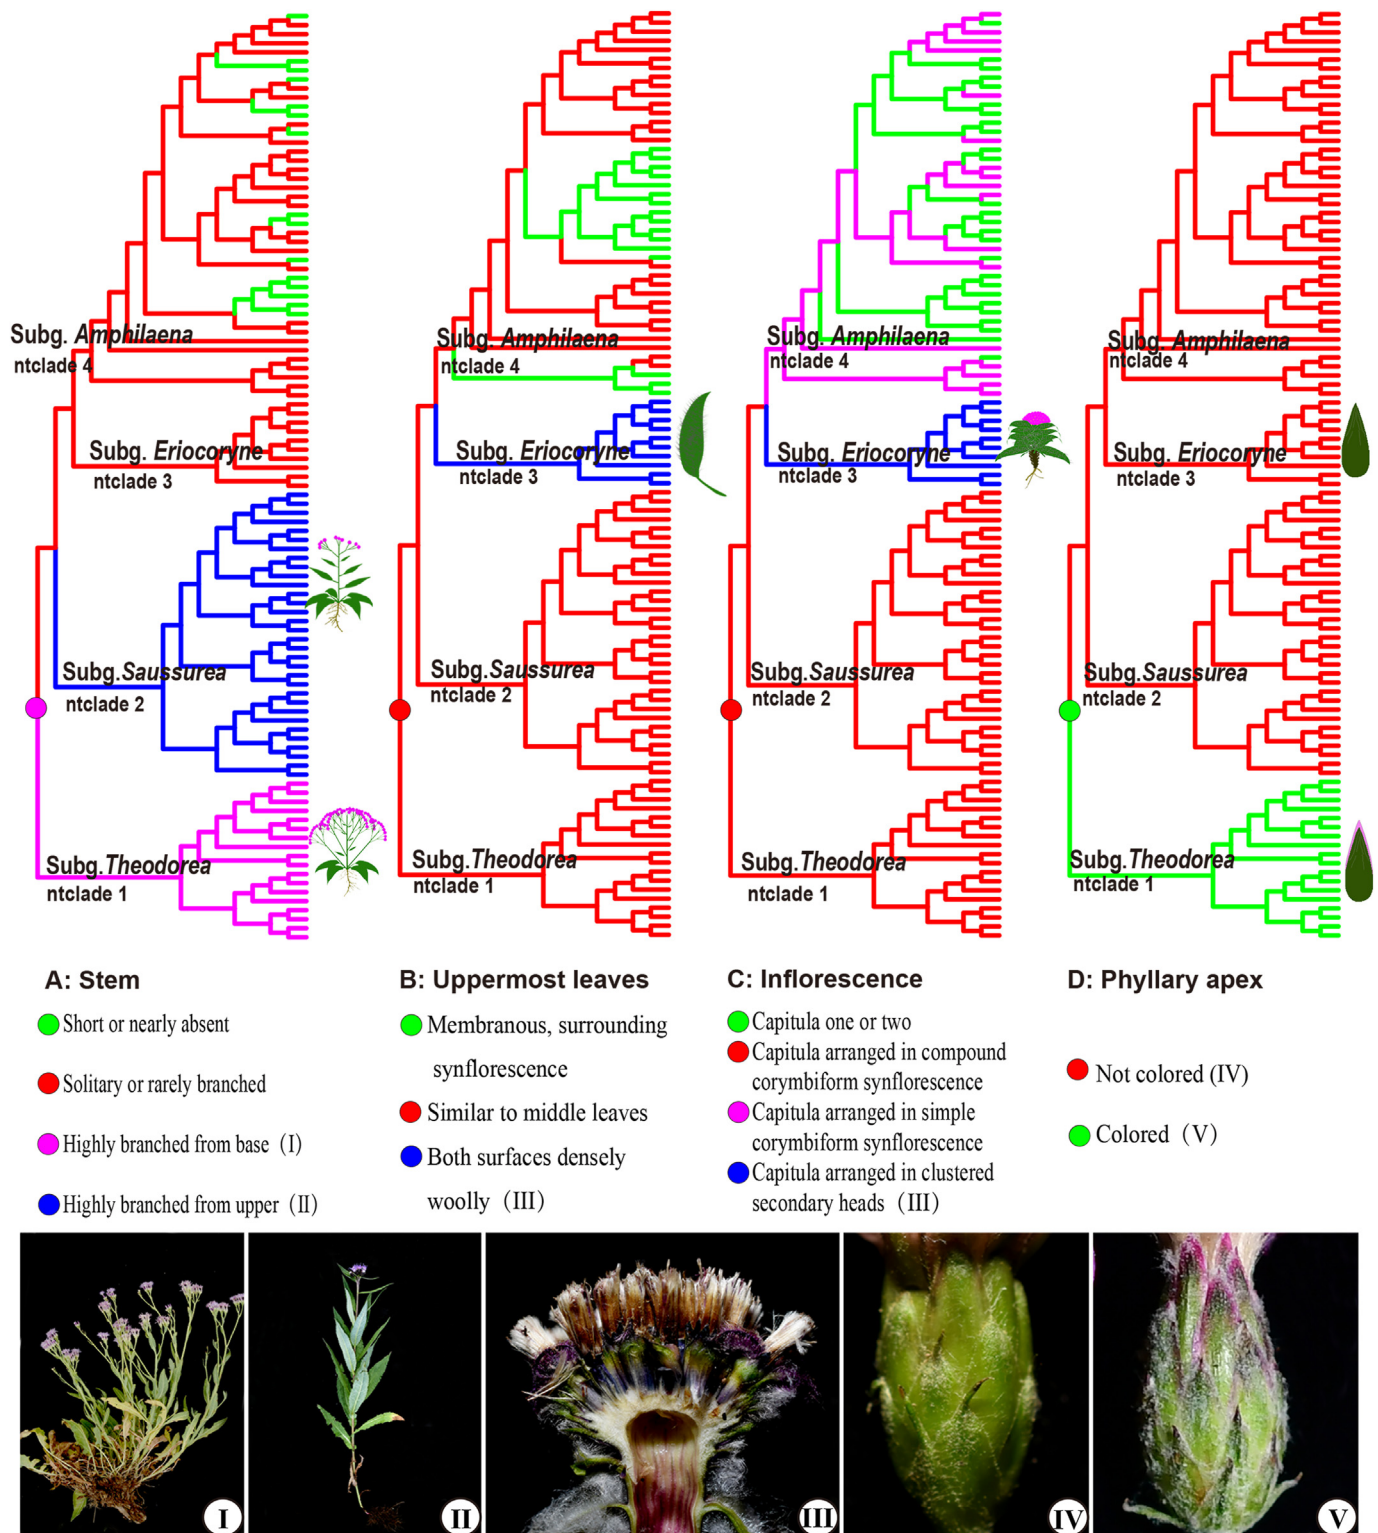 Subg. Amphilaena
ntclade 4
Subg. Eriocoryne
ntclade 3
Subg.Saussurea
ntclade 2
Subg.Theodorea
ntclade 1
Subg. Amphilaena
ntclade 4
Subg. Eriocoryne
ntclade 3
Subg.Saussurea
ntclade 2
Subg.Theodorea
ntclade 1
Subg. Amphilaena
ntclade 4
Subg. Eriocoryne
ntclade 3
Subg.Saussurea
ntclade 2
Subg.Theodorea
ntclade 1
Subg. Amphilaena
ntclade 4
Subg. Eriocoryne
ntclade 3
Subg.Saussurea
ntclade 2
Subg.Theodorea
ntclade 1
A: Stem
Short or nearly absent
Solitary or rarely branched
Highly branched from base (I)
Highly branched from upper (II)
B: Uppermost leaves
Membranous, surrounding
synflorescence
Similar to middle leaves
Both surfaces densely
woolly (III)
C: Inflorescence
Capitula one or two
Capitula arranged in compound
corymbiform synflorescence
Capitula arranged in simple
corymbiform synflorescence
Capitula arranged in clustered
secondary heads (III)
D: Phyllary apex
Not colored (IV)
Colored (V)
I
II
III
IV
V